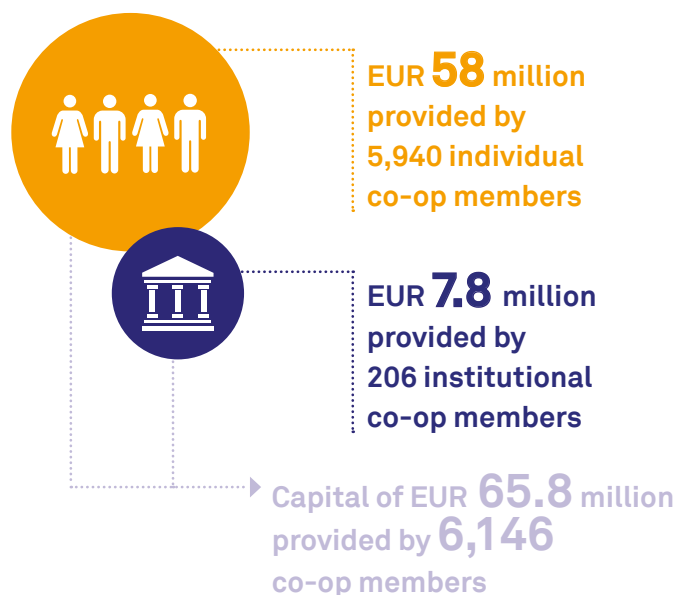 EUR 58 million
provided by
5,940 individual
co-op members
EUR 7.8 million
provided by
206 institutional
co-op members
Capital of EUR 65.8 million
provided by 6,146
co-op members